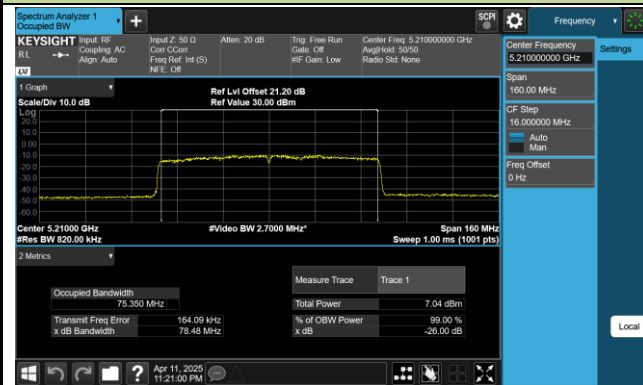 Spectrum Analyzer 1
Occupied BW
SCPI
Frequency
KEYSIGHT
RL
LXI
Input: RF
Coupling: AC
Align: Auto
Input Z: 50 Ω
Corr CCorr
Freq Ref: Int (S)
NFE: Off
Atten: 20 dB
Trig: Free Run
Gate: Off
#IF Gain: Low
Center Freq: 5.210000000 GHz
Avg|Hold: 50/50
Radio Std: None
Center Frequency
5.210000000 GHz
Settings
Span
160.00 MHz
CF Step
16.000000 MHz
Auto
Man
Freq Offset
0 Hz
Local
1 Graph
Scale/Div 10.0 dB
Ref Lvl Offset 21.20 dB
Ref Value 30.00 dBm
Log
20.0
10.0
0.00
-10.0
-20.0
-30.0
-40.0
-50.0
-60.0
Center 5.21000 GHz
#Res BW 820.00 kHz
#Video BW 2.7000 MHz*
Span 160 MHz
Sweep 1.00 ms (1001 pts)
2 Metrics
Measure Trace Trace 1
Occupied Bandwidth
75.350 MHz
Total Power 7.04 dBm
Transmit Freq Error 164.09 kHz
% of OBW Power 99.00 %
x dB Bandwidth 78.48 MHz
x dB -26.00 dB
?
Apr 11, 2025
11:21:00 PM